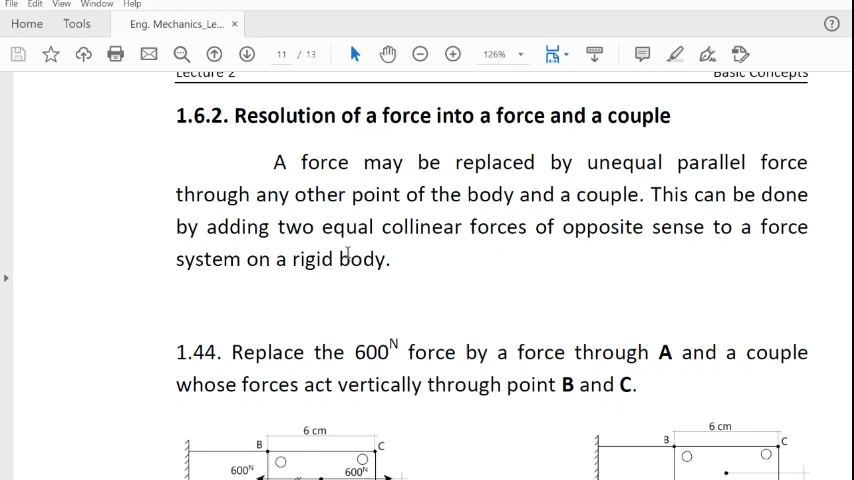 File Edit View Window Help
Home Tools Eng. Mechanics_Le... ×
11 / 13 126%
Lecture 2 Basic Concepts
1.6.2. Resolution of a force into a force and a couple
A force may be replaced by unequal parallel force
through any other point of the body and a couple. This can be done
by adding two equal collinear forces of opposite sense to a force
system on a rigid body.
1.44. Replace the 600N force by a force through A and a couple
whose forces act vertically through point B and C.
6 cm 6 cm
B C B C
600N 600N